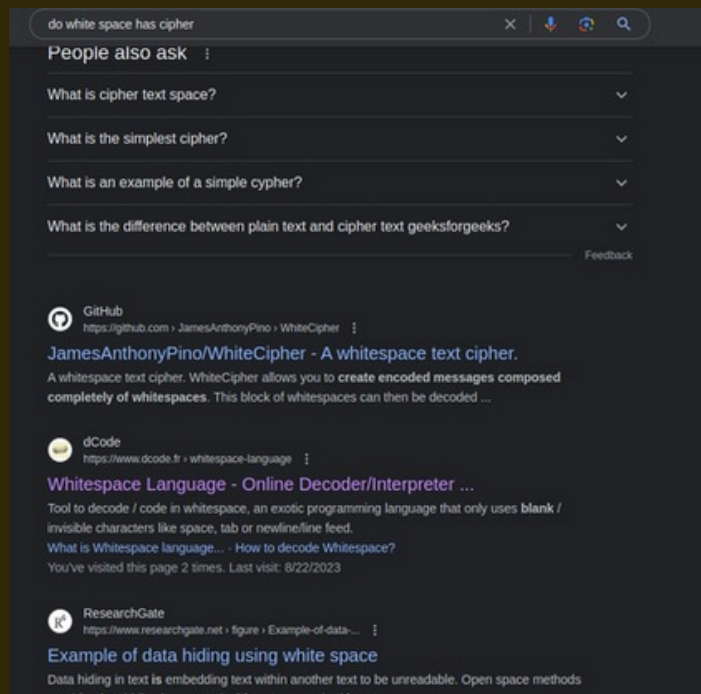 do white space has cipher
People also ask
What is cipher text space?
What is the simplest cipher?
What is an example of a simple cypher?
What is the difference between plain text and cipher text geeksforgeeks?
Feedback
GitHub
https://github.com › JamesAnthonyPino › WhiteCipher
JamesAnthonyPino/WhiteCipher - A whitespace text cipher.
A whitespace text cipher. WhiteCipher allows you to create encoded messages composed
completely of whitespaces. This block of whitespaces can then be decoded ...
dCode
https://www.dcode.fr › whitespace-language
Whitespace Language - Online Decoder/Interpreter ...
Tool to decode / code in whitespace, an exotic programming language that only uses blank /
invisible characters like space, tab or newline/line feed.
What is Whitespace language... · How to decode Whitespace?
You've visited this page 2 times. Last visit: 8/22/2023
R⁶
ResearchGate
https://www.researchgate.net › figure › Example-of-data-...
Example of data hiding using white space
Data hiding in text is embedding text within another text to be unreadable. Open space methods